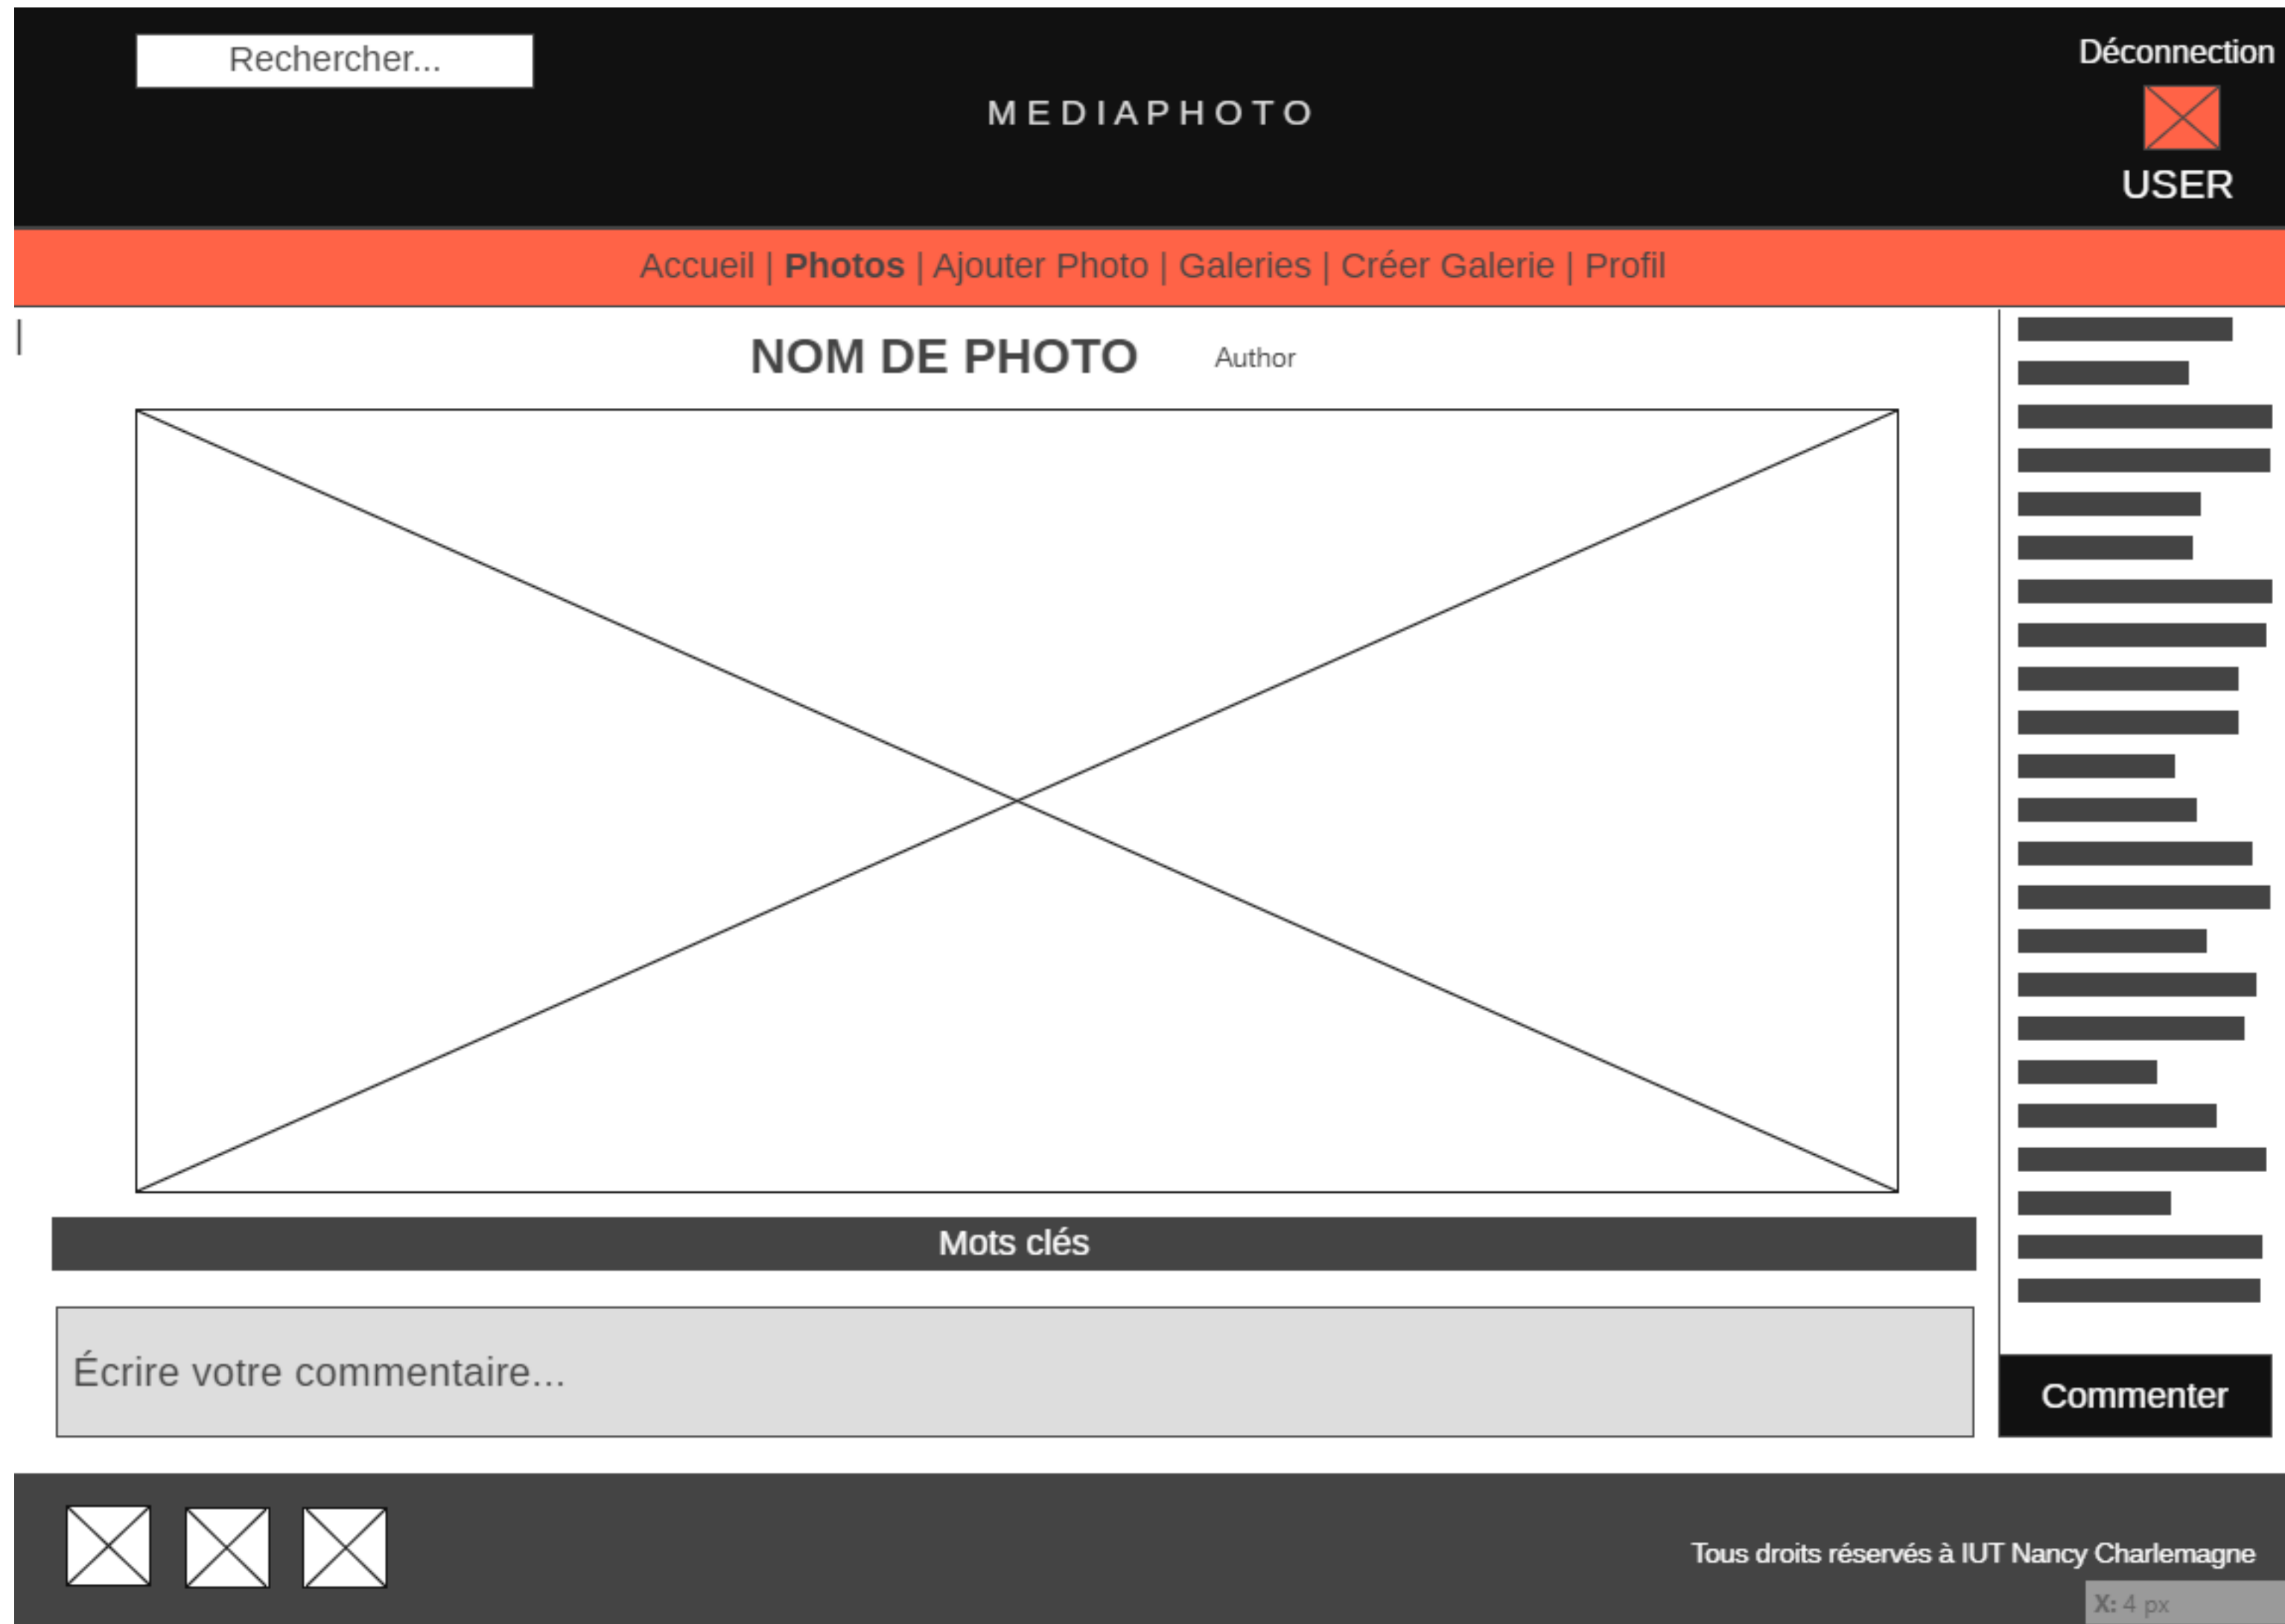 Rechercher...
Déconnection
MEDIAPHOTO
USER
Accueil | Photos | Ajouter Photo | Galeries | Créer Galerie | Profil
NOM DE PHOTO
Author
Mots clés
Écrire votre commentaire...
Commenter
Tous droits réservés à IUT Nancy Charlemagne
X: 4 px